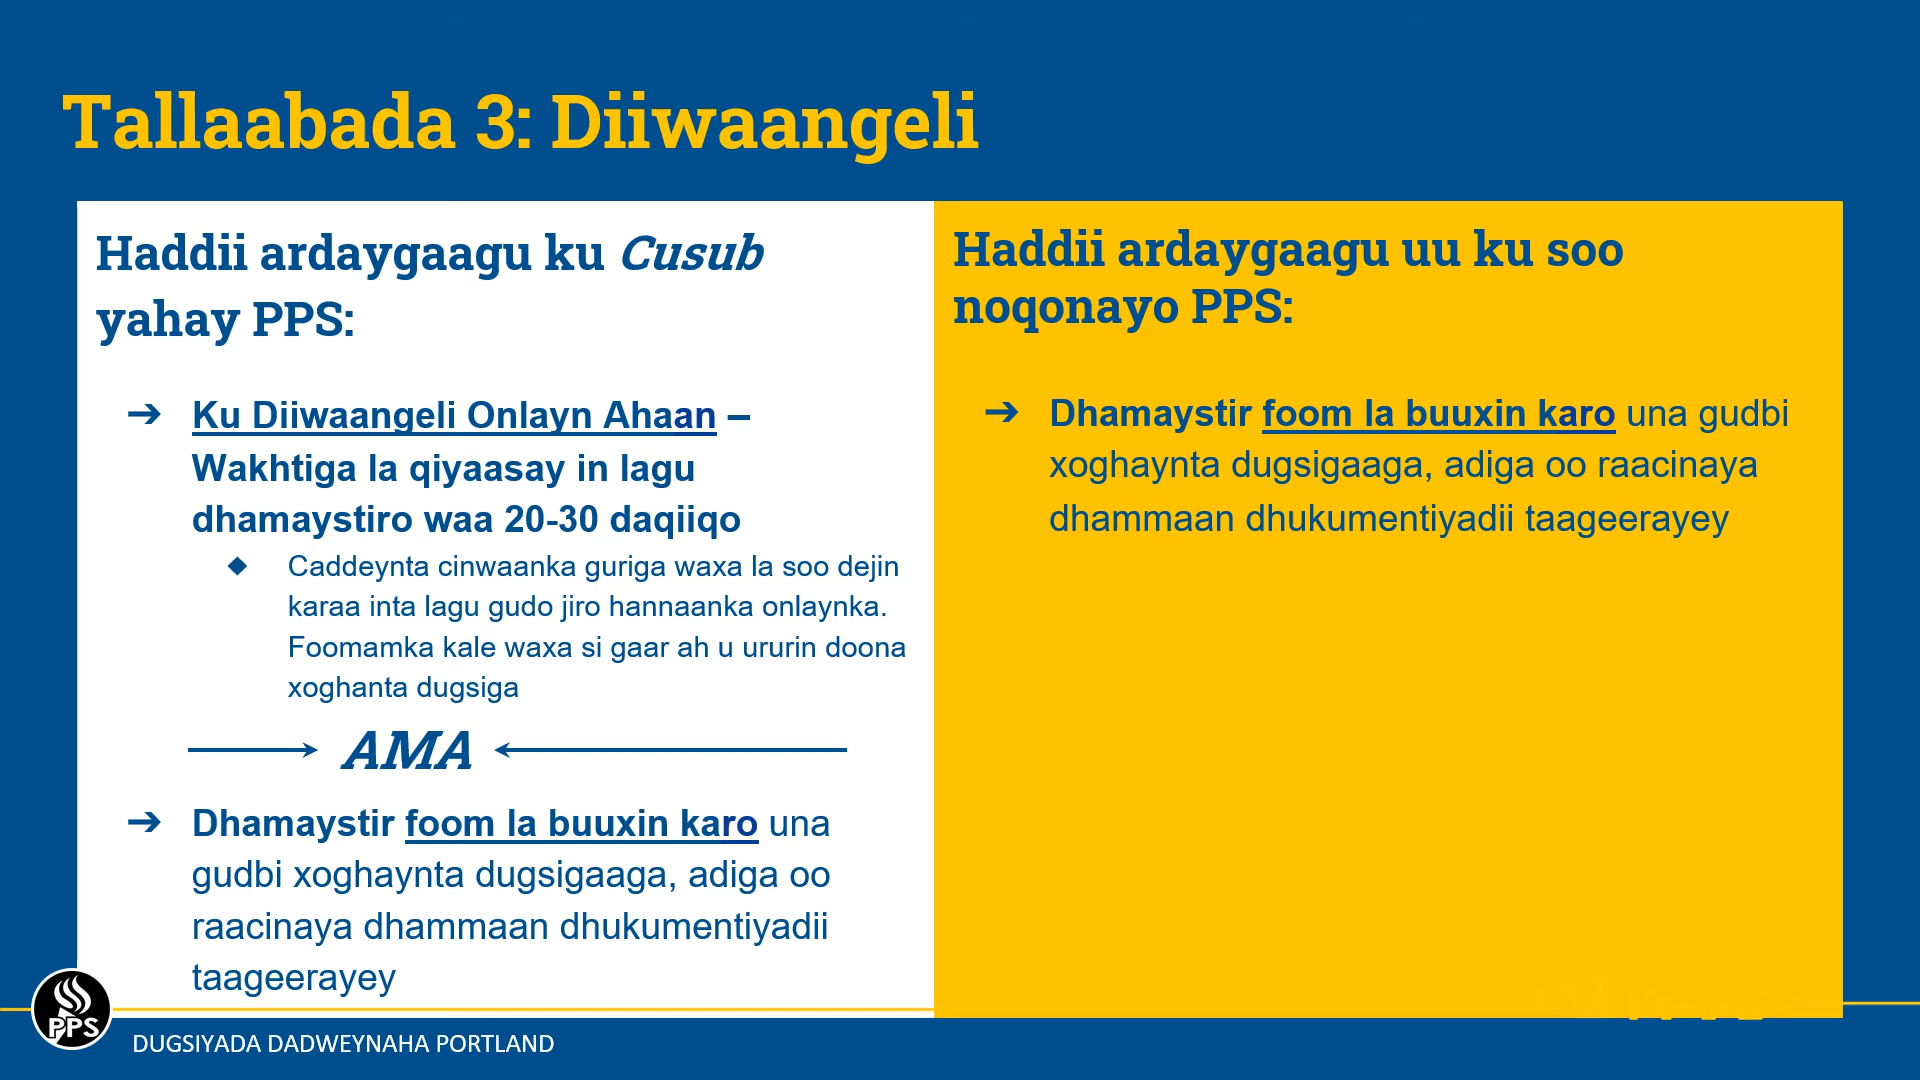 Tallaabada 3: Diiwaangeli
Haddii ardaygaagu ku Cusub
yahay PPS:
➔ Ku Diiwaangeli Onlayn Ahaan –
Wakhtiga la qiyaasay in lagu
dhamaystiro waa 20-30 daqiiqo
◆ Caddeynta cinwaanka guriga waxa la soo dejin
karaa inta lagu gudo jiro hannaanka onlaynka.
Foomamka kale waxa si gaar ah u ururin doona
xoghanta dugsiga
AMA
➔ Dhamaystir foom la buuxin karo una
gudbi xoghaynta dugsigaaga, adiga oo
raacinaya dhammaan dhukumentiyadii
taageerayey
Haddii ardaygaagu uu ku soo
noqonayo PPS:
➔ Dhamaystir foom la buuxin karo una gudbi
xoghaynta dugsigaaga, adiga oo raacinaya
dhammaan dhukumentiyadii taageerayey
PPS
DUGSIYADA DADWEYNAHA PORTLAND